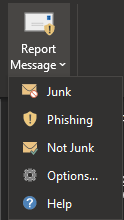 Report
Message
Junk
Phishing
Not Junk
Options...
Help